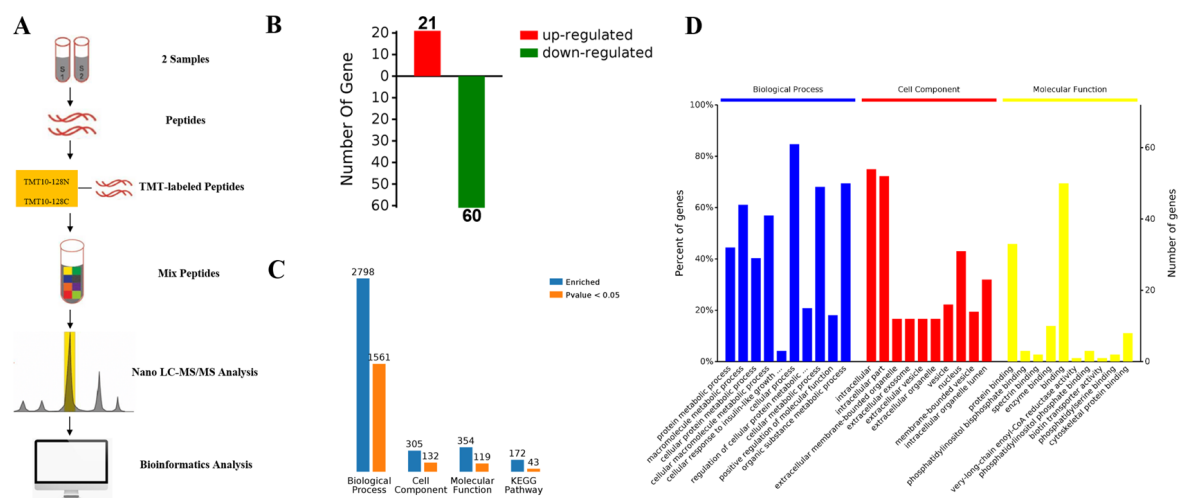 A
2 Samples
Peptides
TMT10-128N
TMT10-128C
TMT-labeled Peptides
Mix Peptides
Nano LC-MS/MS Analysis
Bioinformatics Analysis
B
Number Of Gene
20
10
0
10
20
30
40
50
60
21
60
up-regulated
down-regulated
C
2798
1561
305
132
354
119
172
43
Enriched
Pvalue < 0.05
Biological
Process
Cell
Component
Molecular
Function
KEGG
Pathway
D
Biological Process
Cell Component
Molecular Function
Percent of genes
100%
80%
60%
40%
20%
0%
Number of genes
60
40
20
0
protein metabolic process
macromolecule metabolic process
cellular protein metabolic process
cellular macromolecule metabolic process
cellular response to insulin-like growth ...
cellular process
regulation of cellular protein metabolic ...
cellular metabolic process
positive regulation of molecular function
organic substance metabolic process
intracellular
intracellular part
extracellular membrane-bounded organelle
extracellular exosome
extracellular vesicle
extracellular organelle
vesicle
nucleus
membrane-bounded vesicle
intracellular organelle lumen
protein binding
phosphatidylinositol bisphosphate binding
spectrin binding
enzyme binding
binding
very-long-chain enoyl-CoA reductase activity
phosphatidylinositol phosphate binding
biotin transporter activity
phosphatidylserine binding
cytoskeletal protein binding